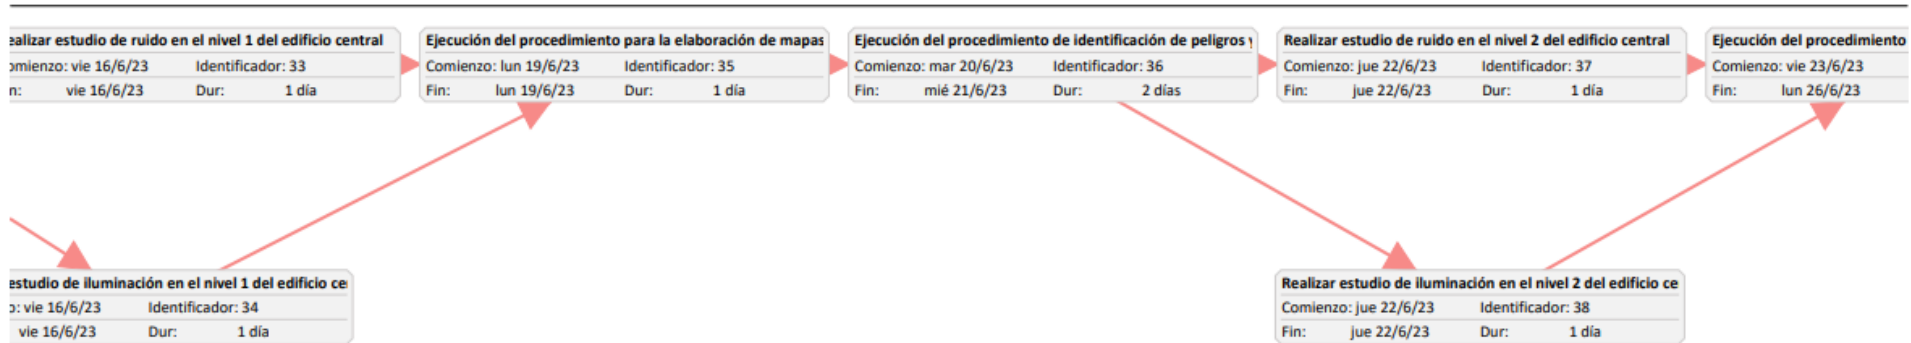 ealizar estudio de ruido en el nivel 1 del edificio central
omienzo: vie 16/6/23 Identificador: 33
n: vie 16/6/23 Dur: 1 día
Ejecución del procedimiento para la elaboración de mapas
Comienzo: lun 19/6/23 Identificador: 35
Fin: lun 19/6/23 Dur: 1 día
Ejecución del procedimiento de identificación de peligros y
Comienzo: mar 20/6/23 Identificador: 36
Fin: mié 21/6/23 Dur: 2 días
Realizar estudio de ruido en el nivel 2 del edificio central
Comienzo: jue 22/6/23 Identificador: 37
Fin: jue 22/6/23 Dur: 1 día
Ejecución del procedimiento
Comienzo: vie 23/6/23
Fin: lun 26/6/23
estudio de iluminación en el nivel 1 del edificio ce
o: vie 16/6/23 Identificador: 34
vie 16/6/23 Dur: 1 día
Realizar estudio de iluminación en el nivel 2 del edificio ce
Comienzo: jue 22/6/23 Identificador: 38
Fin: jue 22/6/23 Dur: 1 día